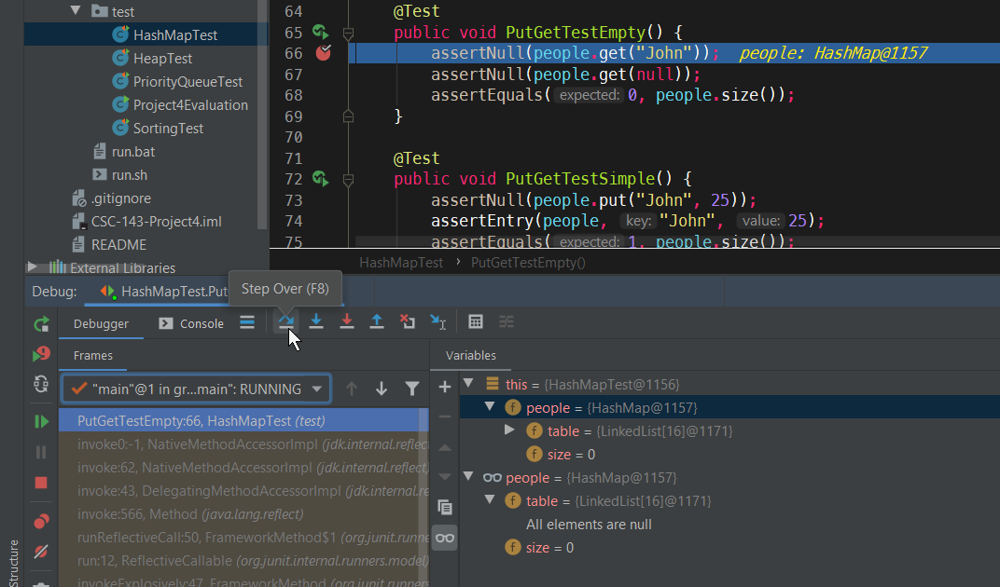 test
HashMapTest
HeapTest
PriorityQueueTest
Project4Evaluation
SortingTest
run.bat
run.sh
.gitignore
CSC-143-Project4.iml
README
External Libraries
64 @Test
65 public void PutGetTestEmpty() {
66 assertNull(people.get("John")); people: HashMap@1157
67 assertNull(people.get(null));
68 assertEquals( expected: 0, people.size());
69 }
70
71 @Test
72 public void PutGetTestSimple() {
73 assertNull(people.put("John", 25));
74 assertEntry(people, key: "John", value: 25);
75 assertEquals( expected: 1, people.size());
HashMapTest › PutGetTestEmpty()
Debug: HashMapTest.Put
Step Over (F8)
Debugger Console
Frames
"main"@1 in gr...main": RUNNING
PutGetTestEmpty:66, HashMapTest (test)
invoke0:-1, NativeMethodAccessorImpl (jdk.internal.reflect
invoke:62, NativeMethodAccessorImpl (jdk.internal.reflect)
invoke:43, DelegatingMethodAccessorImpl (jdk.internal.re
invoke:566, Method (java.lang.reflect)
runReflectiveCall:50, FrameworkMethod$1 (org.junit.runne
run:12, ReflectiveCallable (org.junit.internal.runners.model)
invokeExplosively:47, FrameworkMethod (org.junit.runners
Variables
this = {HashMapTest@1156}
people = {HashMap@1157}
table = {LinkedList[16]@1171}
size = 0
people = {HashMap@1157}
table = {LinkedList[16]@1171}
All elements are null
size = 0
Structure